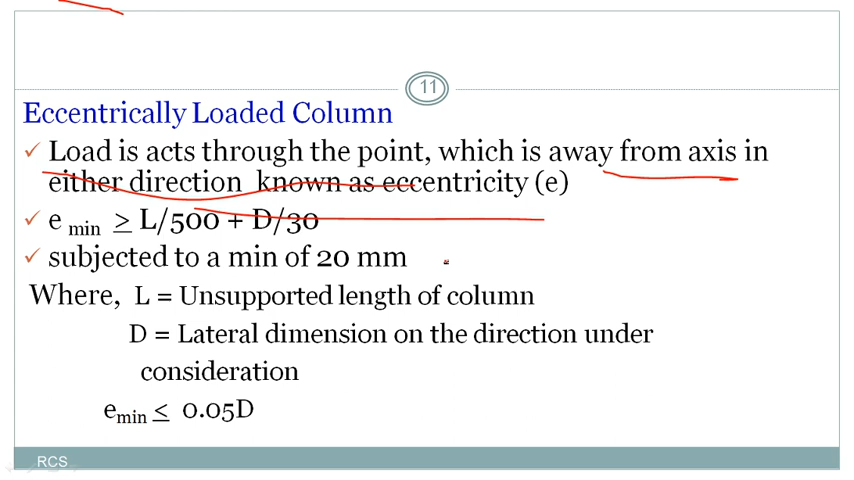 11
Eccentrically Loaded Column
✓ Load is acts through the point, which is away from axis in
either direction known as eccentricity (e)
✓ e min ≥ L/500 + D/30
✓ subjected to a min of 20 mm
Where, L = Unsupported length of column
D = Lateral dimension on the direction under
consideration
emin ≤ 0.05D
RCS